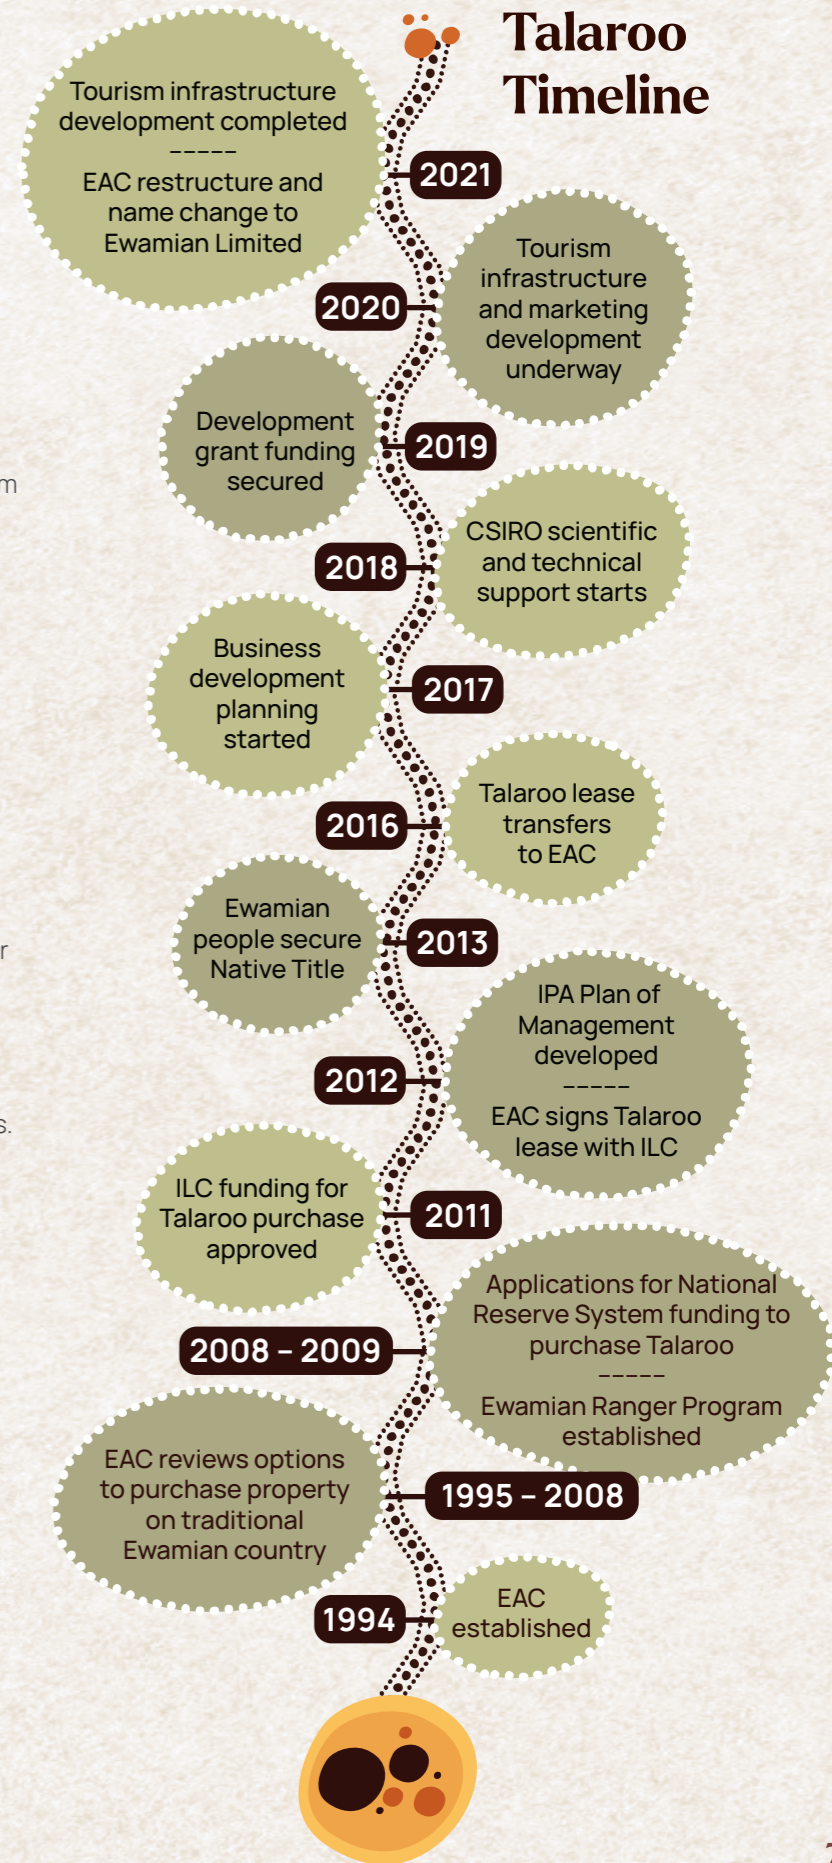 Talaroo
Timeline
Tourism infrastructure
development completed
-----
EAC restructure and
name change to
Ewamian Limited
2021
Tourism
infrastructure
and marketing
development
underway
2020
Development
grant funding
secured
2019
m
CSIRO scientific
and technical
support starts
2018
Business
development
planning
started
2017
Talaroo lease
transfers
to EAC
2016
Ewamian
people secure
Native Title
2013
r
IPA Plan of
Management
developed
-----
EAC signs Talaroo
lease with ILC
2012
s.
ILC funding for
Talaroo purchase
approved
2011
Applications for National
Reserve System funding to
purchase Talaroo
-----
Ewamian Ranger Program
established
2008 – 2009
EAC reviews options
to purchase property
on traditional
Ewamian country
1995 – 2008
EAC
established
1994